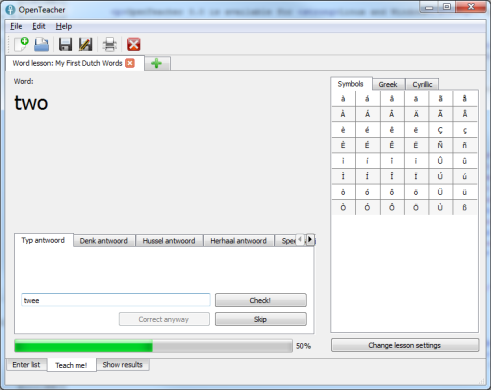 OpenTeacher
File Edit Help
Word lesson: My First Dutch Words
Word:
two
Symbols Greek Cyrillic
à á â ä ã å
À Á Â Ä Ã Å
è é ê ë Ç ç
È É Ê Ë Ñ ñ
ì í î ï Û û
Ì Í Î Ï Ú ú
ò ó ô ö Ü ü
Ò Ó Ô Ö Ù ß
Typ antwoord Denk antwoord Hussel antwoord Herhaal antwoord
twee Check!
Correct anyway Skip
50% Change lesson settings
Enter list Teach me! Show results